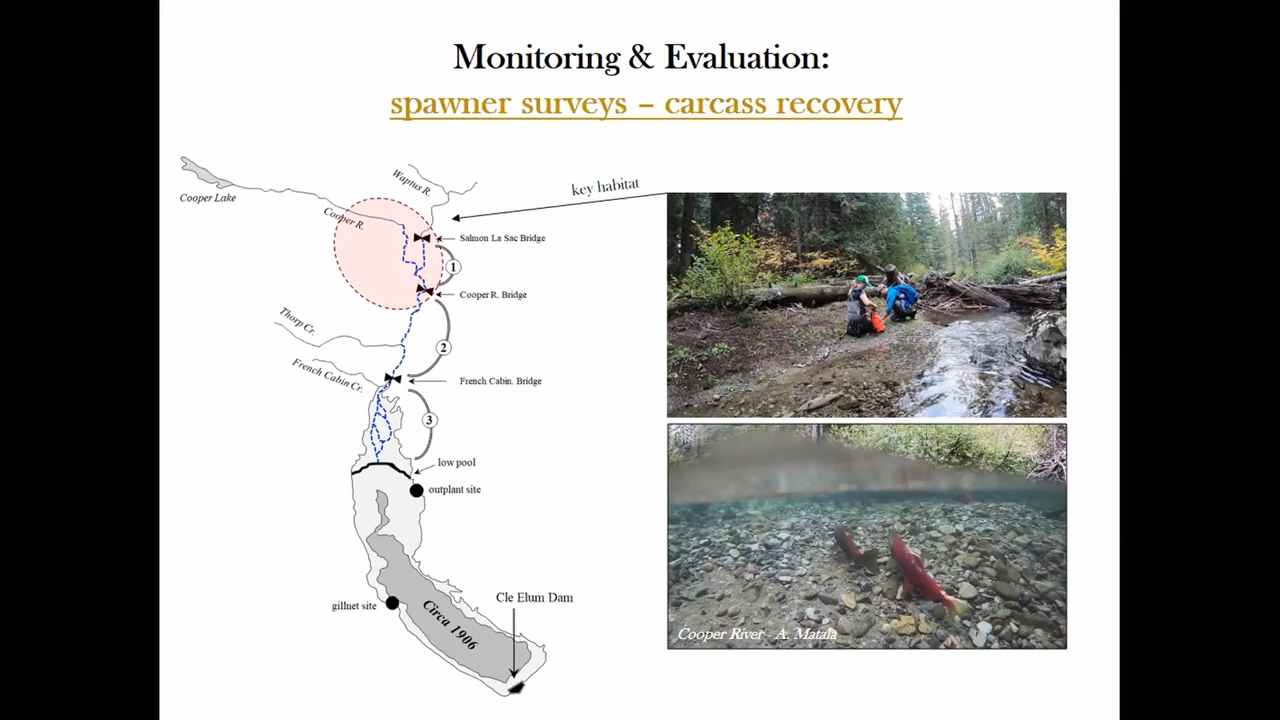 Monitoring & Evaluation:
spawner surveys – carcass recovery
Waptus R.
key habitat
Cooper Lake
Cooper R.
Salmon La Sac Bridge
1
Cooper R. Bridge
Thorp Cr.
2
French Cabin Cr.
French Cabin. Bridge
3
low pool
outplant site
Cle Elum Dam
gillnet site
Circa 1906
Cooper River - A. Matala